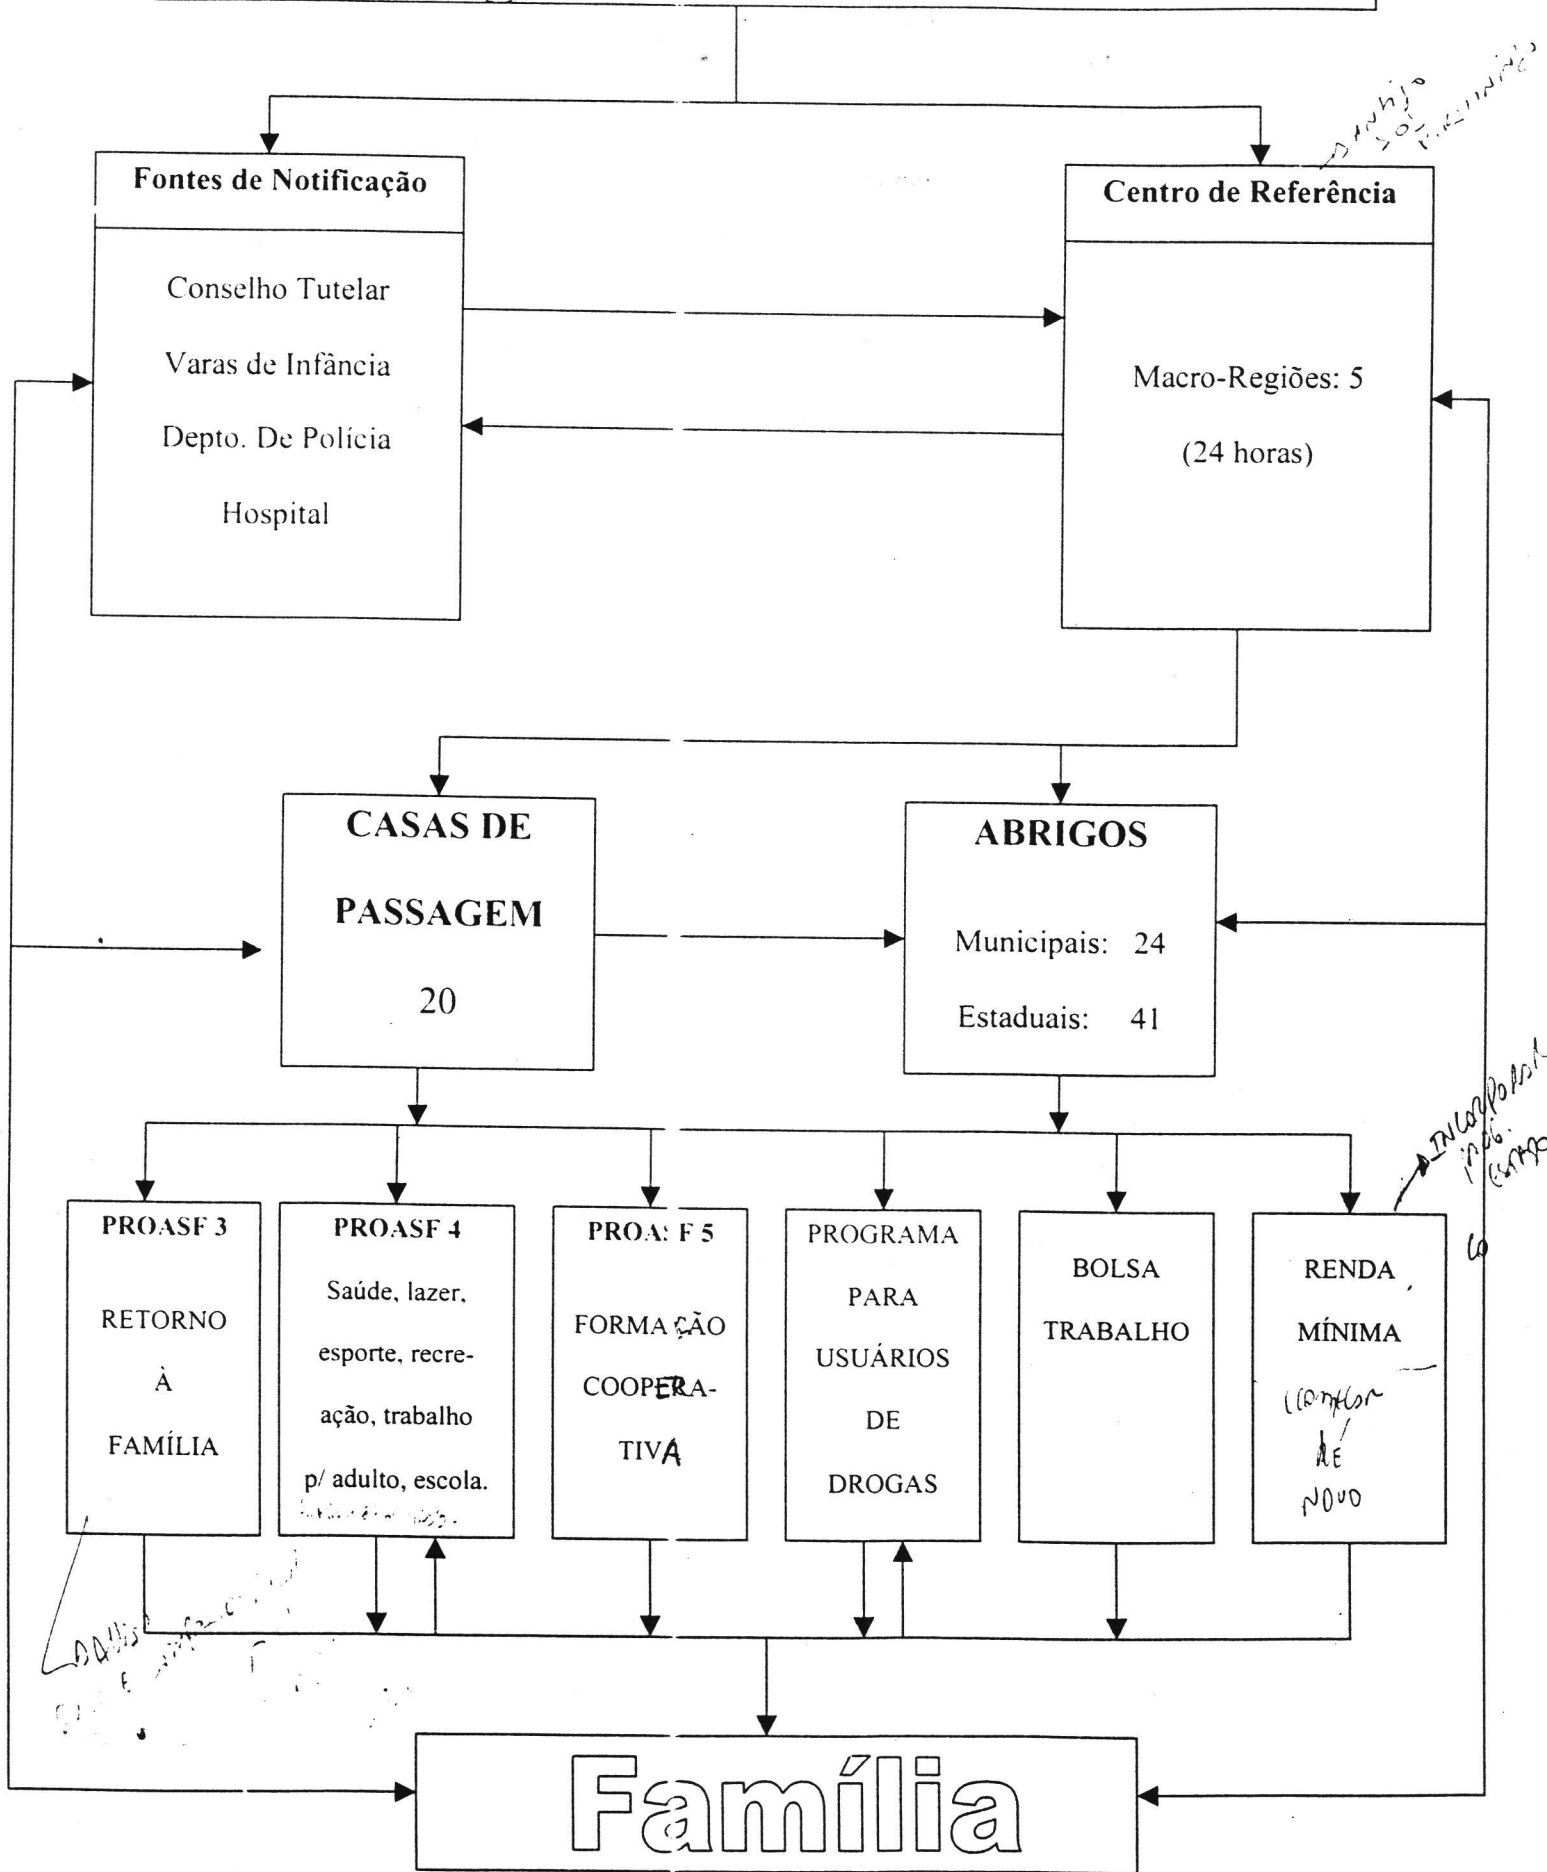 Fontes de Notificação
Conselho Tutelar
Varas de Infância
Depto. De Polícia
Hospital
Centro de Referência
Macro-Regiões: 5
(24 horas)
CASAS DE
PASSAGEM
20
ABRIGOS
Municipais: 24
Estaduais: 41
PROASF 3
RETORNO
À
FAMÍLIA
PROASF 4
Saúde, lazer,
esporte, recre-
ação, trabalho
p/ adulto, escola.
PROASF 5
FORMAÇÃO
COOPERA-
TIVA
PROGRAMA
PARA
USUÁRIOS
DE
DROGAS
BOLSA
TRABALHO
RENDA
MÍNIMA
NOVO
INCORPORAR
Família